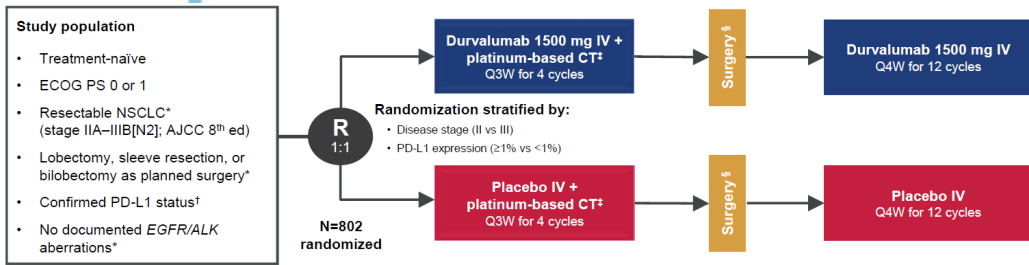 Study population
• Treatment-naïve
• ECOG PS 0 or 1
• Resectable NSCLC*
(stage IIA–IIIB[N2]; AJCC 8th ed)
• Lobectomy, sleeve resection, or
bilobectomy as planned surgery*
• Confirmed PD-L1 status†
• No documented EGFR/ALK
aberrations*
R
1:1
N=802
randomized
Durvalumab 1500 mg IV +
platinum-based CT‡
Q3W for 4 cycles
Randomization stratified by:
• Disease stage (II vs III)
• PD-L1 expression (≥1% vs <1%)
Placebo IV +
platinum-based CT‡
Q3W for 4 cycles
Surgery §
Surgery §
Durvalumab 1500 mg IV
Q4W for 12 cycles
Placebo IV
Q4W for 12 cycles